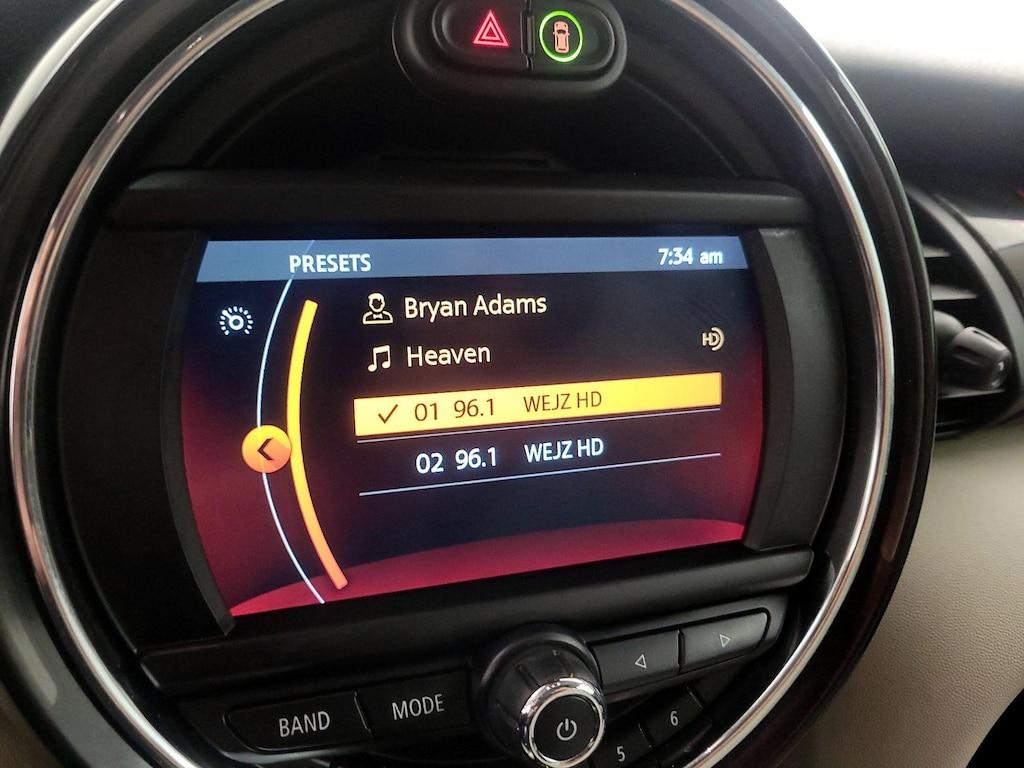 PRESETS 7:34 am
Bryan Adams
Heaven HD
✓ 01 96.1 WEJZ HD
02 96.1 WEJZ HD
BAND MODE
5 6